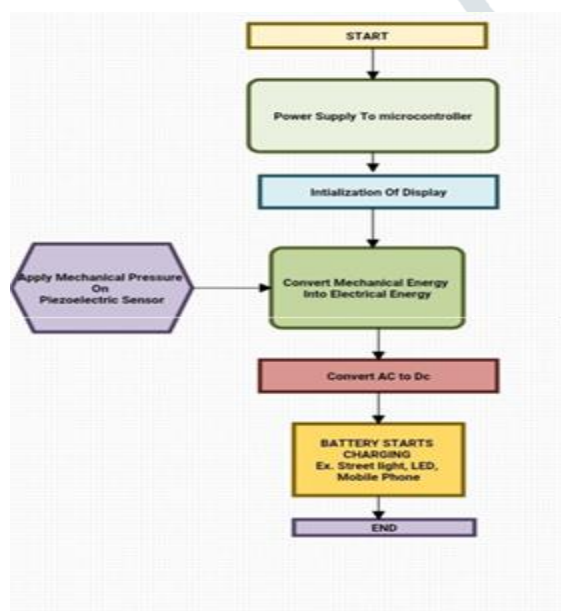 START
Power Supply To microcontroller
Intialization Of Display
Apply Mechanical Pressure
On
Piezoelectric Sensor
Convert Mechanical Energy
Into Electrical Energy
Convert AC to Dc
BATTERY STARTS
CHARGING
Ex. Street light, LED,
Mobile Phone
END